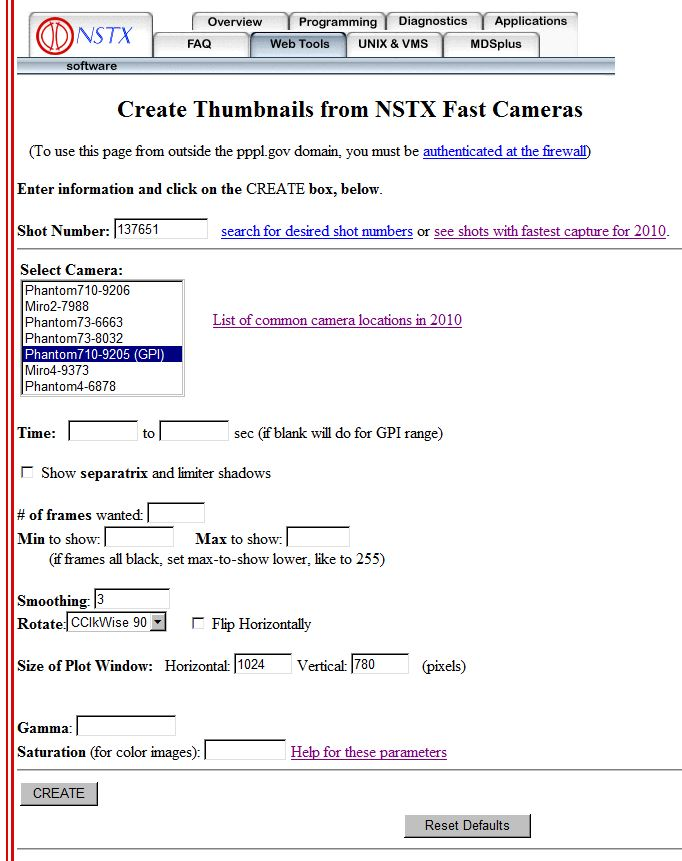 NSTX
Overview Programming Diagnostics Applications
FAQ Web Tools UNIX & VMS MDSplus
software
Create Thumbnails from NSTX Fast Cameras
(To use this page from outside the pppl.gov domain, you must be authenticated at the firewall)
Enter information and click on the CREATE box, below.
Shot Number: 137651 search for desired shot numbers or see shots with fastest capture for 2010.
Select Camera:
Phantom710-9206
Miro2-7988
Phantom73-6663
Phantom73-8032
Phantom710-9205 (GPI)
Miro4-9373
Phantom4-6878
List of common camera locations in 2010
Time: to sec (if blank will do for GPI range)
Show separatrix and limiter shadows
# of frames wanted:
Min to show: Max to show:
(if frames all black, set max-to-show lower, like to 255)
Smoothing: 3
Rotate: CClkWise 90 Flip Horizontally
Size of Plot Window: Horizontal: 1024 Vertical: 780 (pixels)
Gamma:
Saturation (for color images): Help for these parameters
CREATE
Reset Defaults